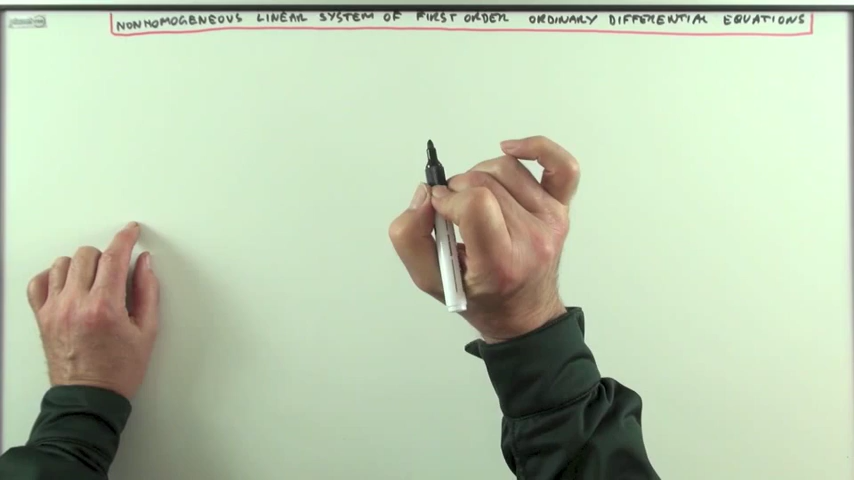 NONHOMOGENEOUS LINEAR SYSTEM OF FIRST ORDER ORDINARY DIFFERENTIAL EQUATIONS